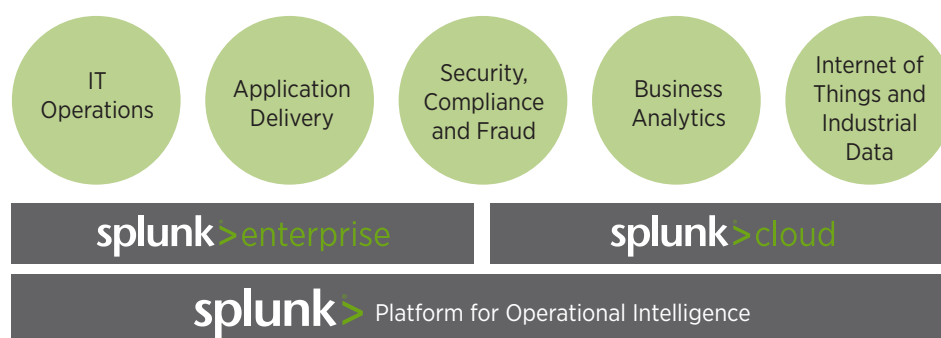 IT
Operations
Application
Delivery
Security,
Compliance
and Fraud
Business
Analytics
Internet of
Things and
Industrial
Data
splunk>enterprise
splunk>cloud
splunk> Platform for Operational Intelligence